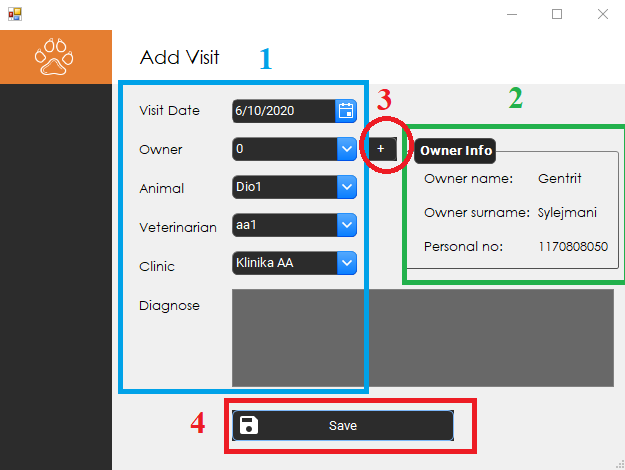 Add Visit
1
Visit Date 6/10/2020
3
2
Owner 0 +
Owner Info
Animal Dio1
Owner name: Gentrit
Veterinarian aa1
Owner surname: Sylejmani
Clinic Klinika AA
Personal no: 1170808050
Diagnose
4
Save